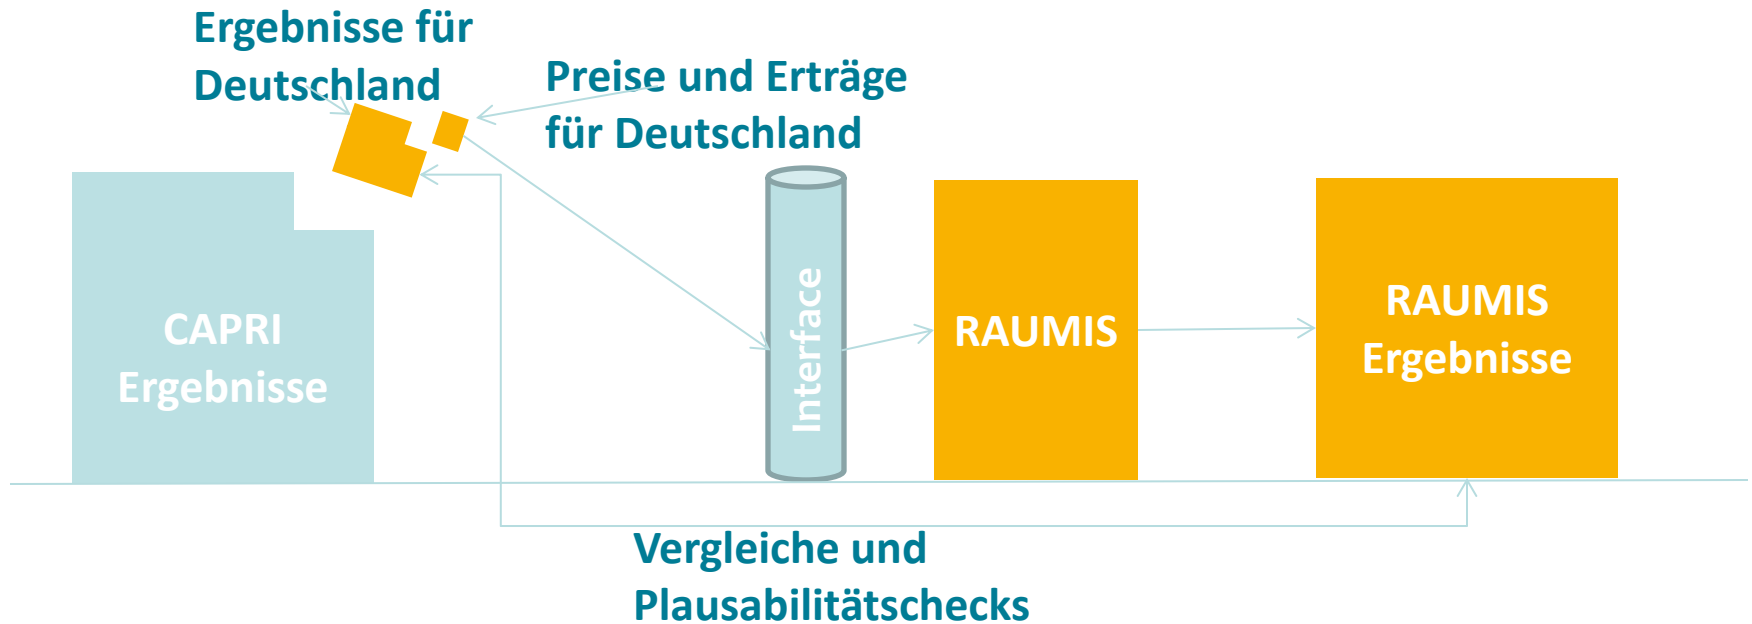 Ergebnisse für
Deutschland
Preise und Erträge
für Deutschland
CAPRI
Ergebnisse
Interface
RAUMIS
RAUMIS
Ergebnisse
Vergleiche und
Plausabilitätschecks